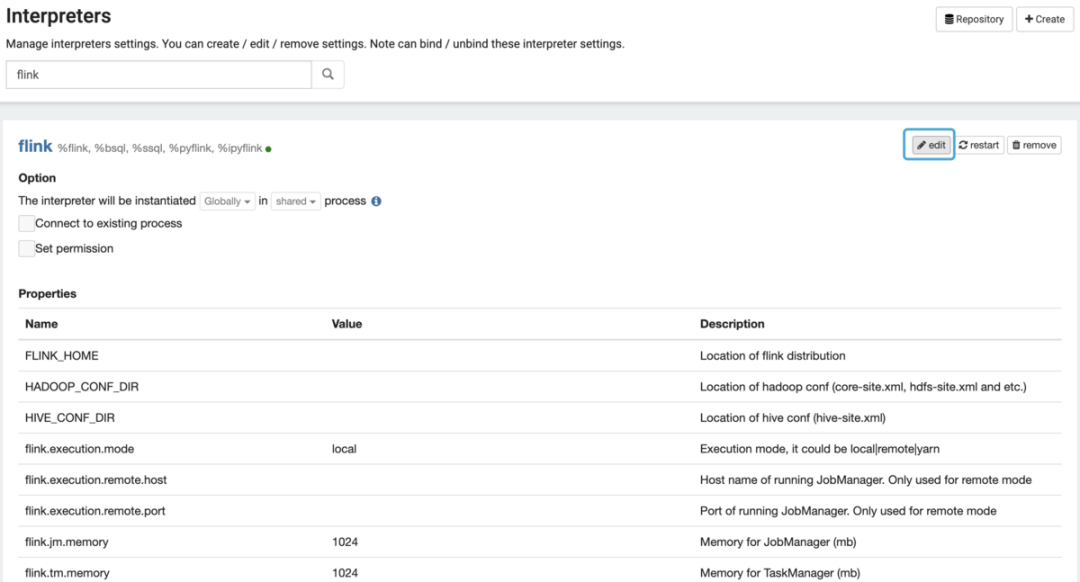 Interpreters
Repository
Create
Manage interpreters settings. You can create / edit / remove settings. Note can bind / unbind these interpreter settings.
flink
flink %flink, %bsql, %ssql, %pyflink, %ipyflink
edit restart remove
Option
The interpreter will be instantiated Globally in shared process
Connect to existing process
Set permission
Properties
Name Value Description
FLINK_HOME Location of flink distribution
HADOOP_CONF_DIR Location of hadoop conf (core-site.xml, hdfs-site.xml and etc.)
HIVE_CONF_DIR Location of hive conf (hive-site.xml)
flink.execution.mode local Execution mode, it could be local|remote|yarn
flink.execution.remote.host Host name of running JobManager. Only used for remote mode
flink.execution.remote.port Port of running JobManager. Only used for remote mode
flink.jm.memory 1024 Memory for JobManager (mb)
flink.tm.memory 1024 Memory for TaskManager (mb)